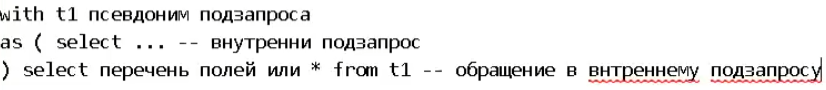 with t1 псевдоним подзапроса
as ( select ... -- внутренни подзапрос
) select перечень полей или * from t1 -- обращение в внтреннему подзапросу